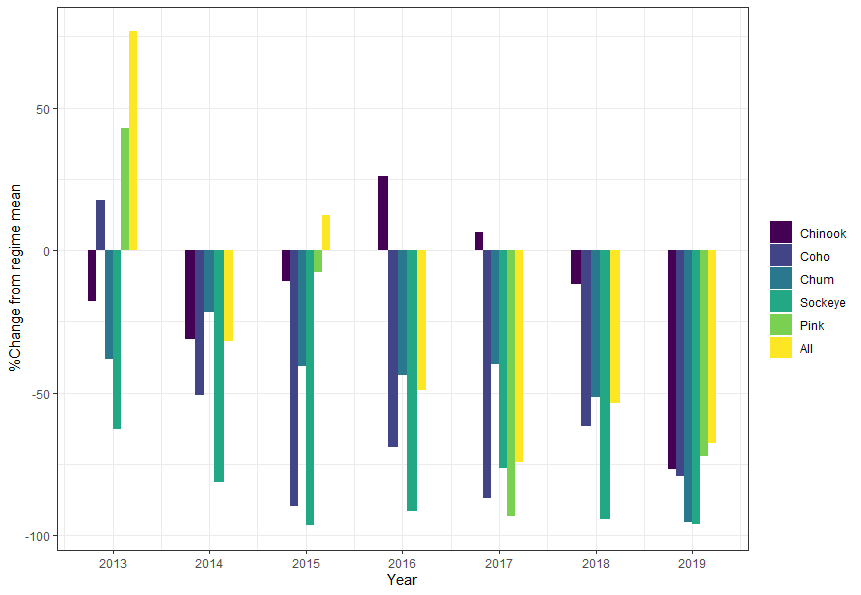 %Change from regime mean
50
0
-50
-100
2013 2014 2015 2016 2017 2018 2019
Year
Chinook
Coho
Chum
Sockeye
Pink
All